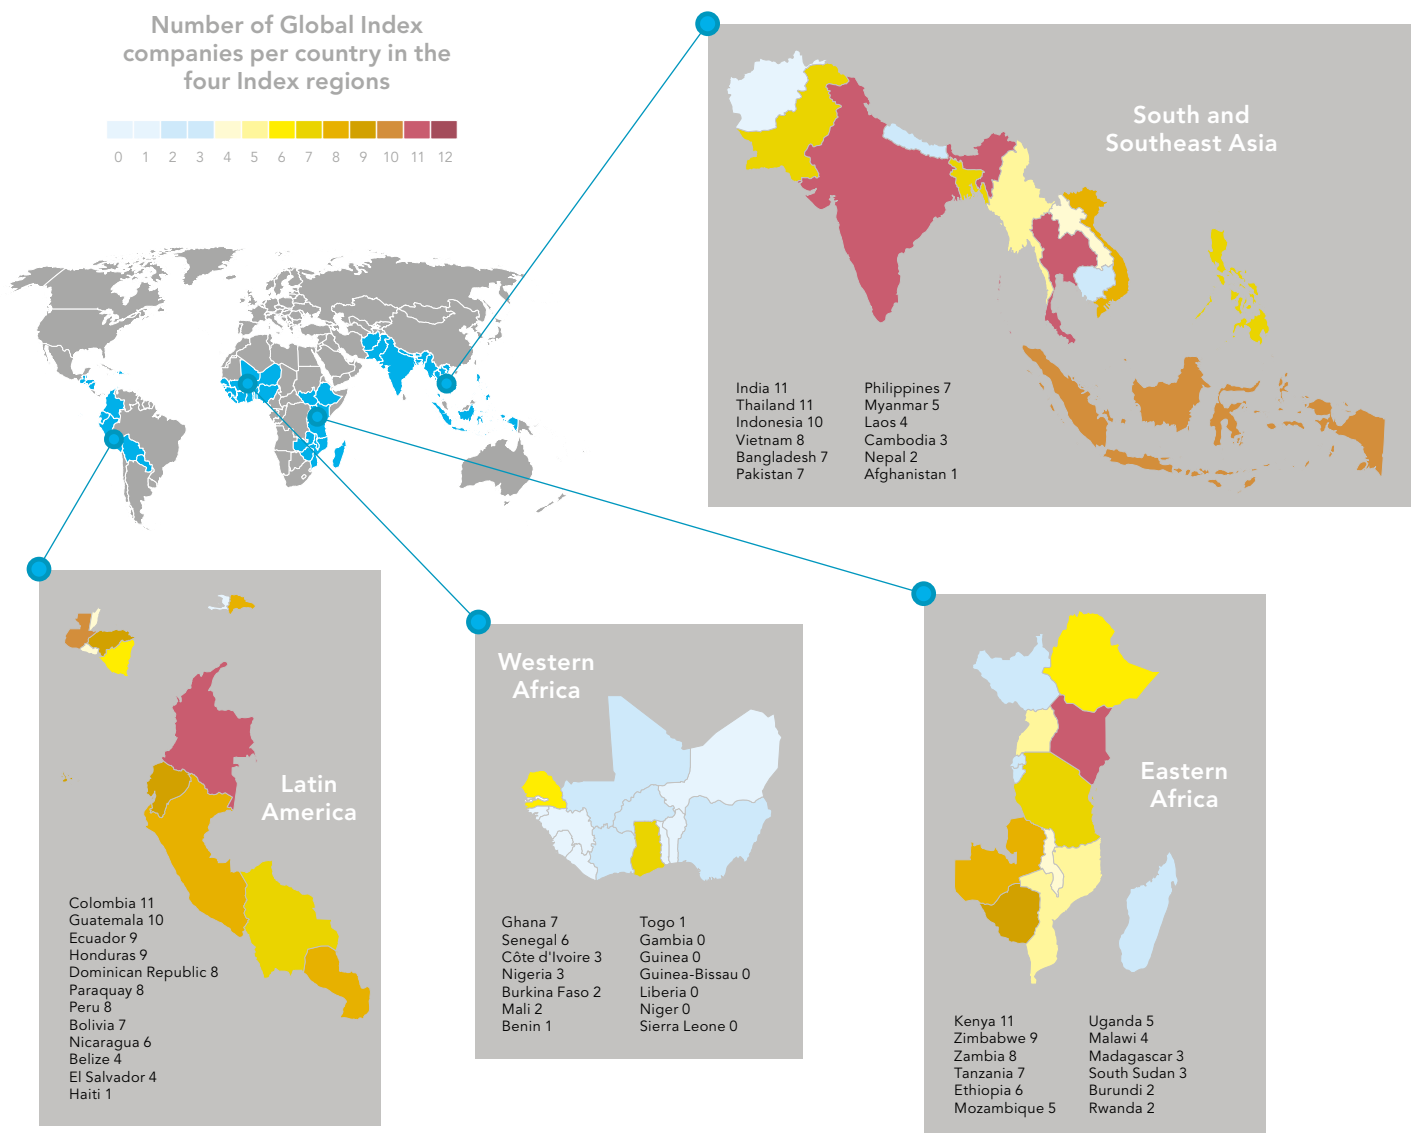 Number of Global Index
companies per country in the
four Index regions
0 1 2 3 4 5 6 7 8 9 10 11 12
South and
Southeast Asia
India 11
Thailand 11
Indonesia 10
Vietnam 8
Bangladesh 7
Pakistan 7
Philippines 7
Myanmar 5
Laos 4
Cambodia 3
Nepal 2
Afghanistan 1
Latin
America
Colombia 11
Guatemala 10
Ecuador 9
Honduras 9
Dominican Republic 8
Paraquay 8
Peru 8
Bolivia 7
Nicaragua 6
Belize 4
El Salvador 4
Haiti 1
Western
Africa
Ghana 7
Senegal 6
Côte d'Ivoire 3
Nigeria 3
Burkina Faso 2
Mali 2
Benin 1
Togo 1
Gambia 0
Guinea 0
Guinea-Bissau 0
Liberia 0
Niger 0
Sierra Leone 0
Eastern
Africa
Kenya 11
Zimbabwe 9
Zambia 8
Tanzania 7
Ethiopia 6
Mozambique 5
Uganda 5
Malawi 4
Madagascar 3
South Sudan 3
Burundi 2
Rwanda 2